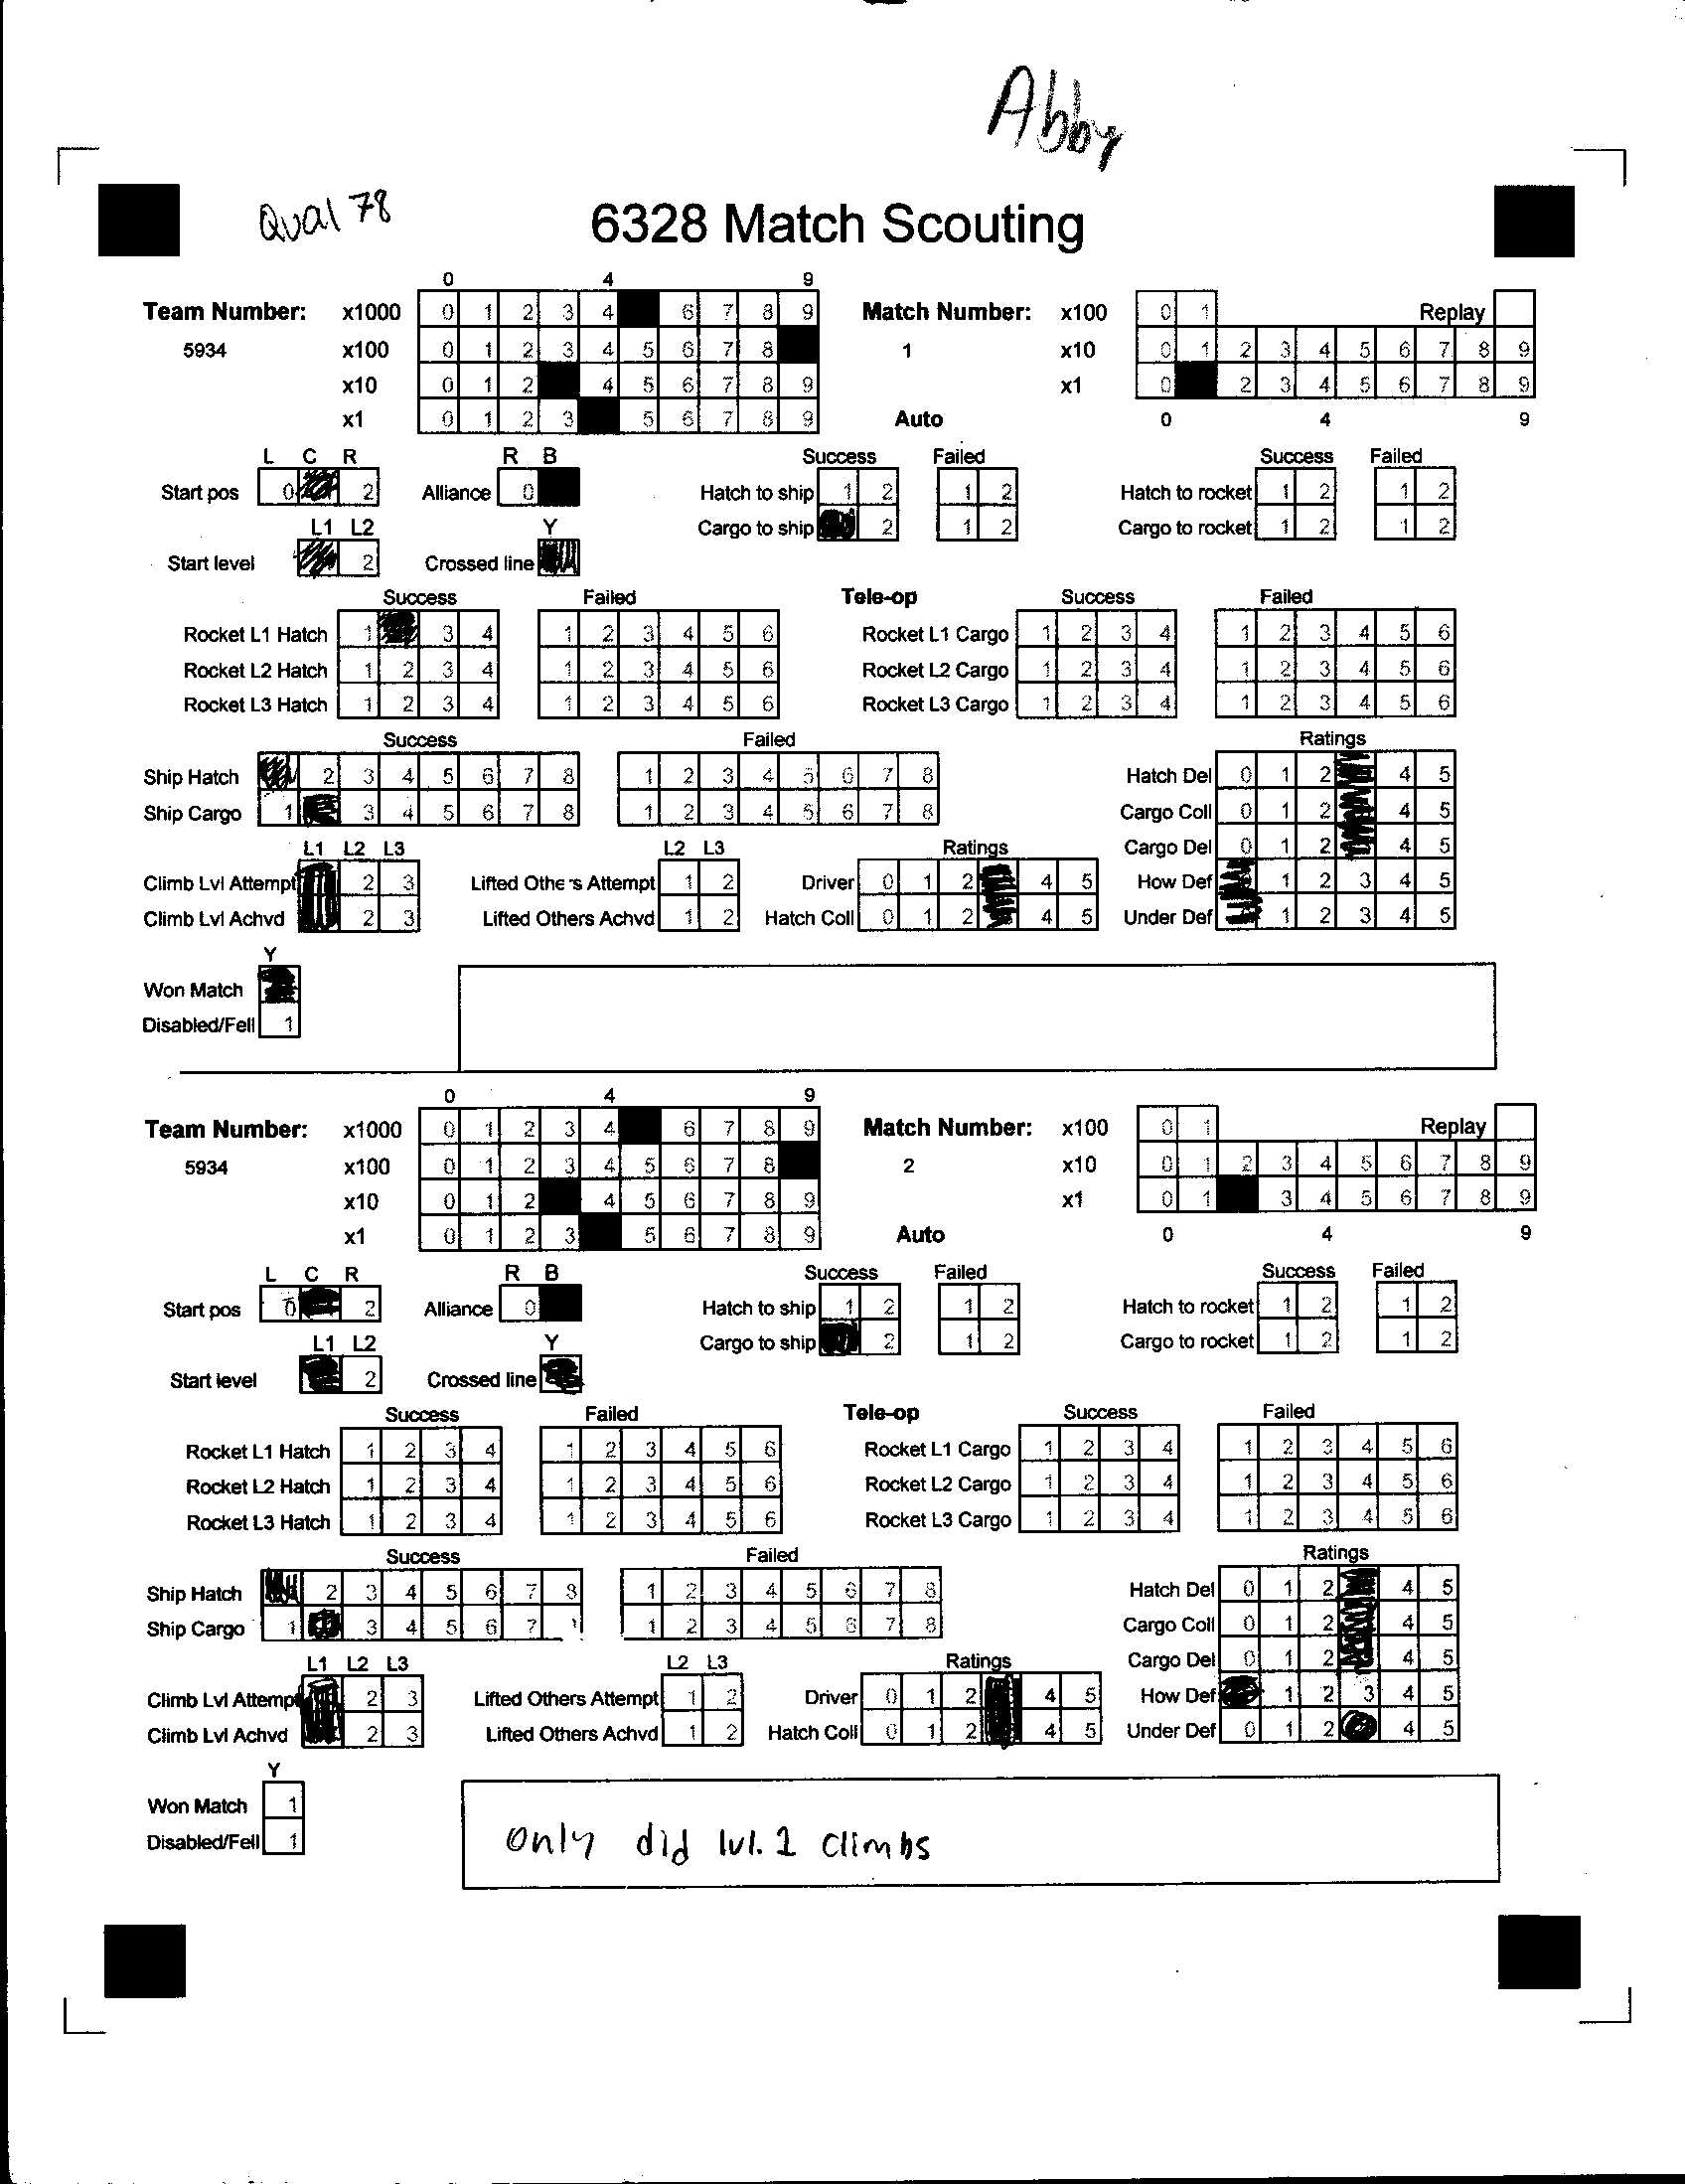 Abby
Qual 78
6328 Match Scouting
0 4 9
Team Number: x1000 0 1 2 3 4 6 7 8 9 Match Number: x100 0 1 Replay
5934 x100 0 1 2 3 4 5 6 7 8 1 x10 0 1 2 3 4 5 6 7 8 9
x10 0 1 2 4 5 6 7 8 9 x1 0 2 3 4 5 6 7 8 9
x1 0 1 2 3 5 6 7 8 9 Auto 0 4 9
L C R R B Success Failed Success Failed
Start pos 0 2 Alliance 0 Hatch to ship 1 2 1 2 Hatch to rocket 1 2 1 2
L1 L2 Y Cargo to ship 2 1 2 Cargo to rocket 1 2 1 2
Start level 2 Crossed line
Success Failed Tele-op Success Failed
Rocket L1 Hatch 1 3 4 1 2 3 4 5 6 Rocket L1 Cargo 1 2 3 4 1 2 3 4 5 6
Rocket L2 Hatch 1 2 3 4 1 2 3 4 5 6 Rocket L2 Cargo 1 2 3 4 1 2 3 4 5 6
Rocket L3 Hatch 1 2 3 4 1 2 3 4 5 6 Rocket L3 Cargo 1 2 3 4 1 2 3 4 5 6
Success Failed Ratings
Ship Hatch 2 3 4 5 6 7 8 1 2 3 4 5 6 7 8 Hatch Del 0 1 2 4 5
Ship Cargo 1 3 4 5 6 7 8 1 2 3 4 5 6 7 8 Cargo Coll 0 1 2 4 5
L1 L2 L3 L2 L3 Ratings Cargo Del 0 1 2 4 5
Climb Lvl Attempt 2 3 Lifted Others Attempt 1 2 Driver 0 1 2 4 5 How Def 1 2 3 4 5
Climb Lvl Achvd 2 3 Lifted Others Achvd 1 2 Hatch Coll 0 1 2 4 5 Under Def 1 2 3 4 5
Y
Won Match
Disabled/Fell 1
0 4 9
Team Number: x1000 0 1 2 3 4 6 7 8 9 Match Number: x100 0 1 Replay
5934 x100 0 1 2 3 4 5 6 7 8 2 x10 0 1 2 3 4 5 6 7 8 9
x10 0 1 2 4 5 6 7 8 9 x1 0 1 3 4 5 6 7 8 9
x1 0 1 2 3 5 6 7 8 9 Auto 0 4 9
L C R R B Success Failed Success Failed
Start pos 0 2 Alliance 0 Hatch to ship 1 2 1 2 Hatch to rocket 1 2 1 2
L1 L2 Y Cargo to ship 2 1 2 Cargo to rocket 1 2 1 2
Start level 2 Crossed line
Success Failed Tele-op Success Failed
Rocket L1 Hatch 1 2 3 4 1 2 3 4 5 6 Rocket L1 Cargo 1 2 3 4 1 2 3 4 5 6
Rocket L2 Hatch 1 2 3 4 1 2 3 4 5 6 Rocket L2 Cargo 1 2 3 4 1 2 3 4 5 6
Rocket L3 Hatch 1 2 3 4 1 2 3 4 5 6 Rocket L3 Cargo 1 2 3 4 1 2 3 4 5 6
Success Failed Ratings
Ship Hatch 2 3 4 5 6 7 8 1 2 3 4 5 6 7 8 Hatch Del 0 1 2 4 5
Ship Cargo 1 3 4 5 6 7 1 2 3 4 5 6 7 8 Cargo Coll 0 1 2 4 5
L1 L2 L3 L2 L3 Ratings Cargo Del 0 1 2 4 5
Climb Lvl Attempt 2 3 Lifted Others Attempt 1 2 Driver 0 1 2 4 5 How Def 1 2 3 4 5
Climb Lvl Achvd 2 3 Lifted Others Achvd 1 2 Hatch Coll 0 1 2 4 5 Under Def 0 1 2 4 5
Y
Won Match 1
Disabled/Fell 1
Only did lvl. 1 climbs